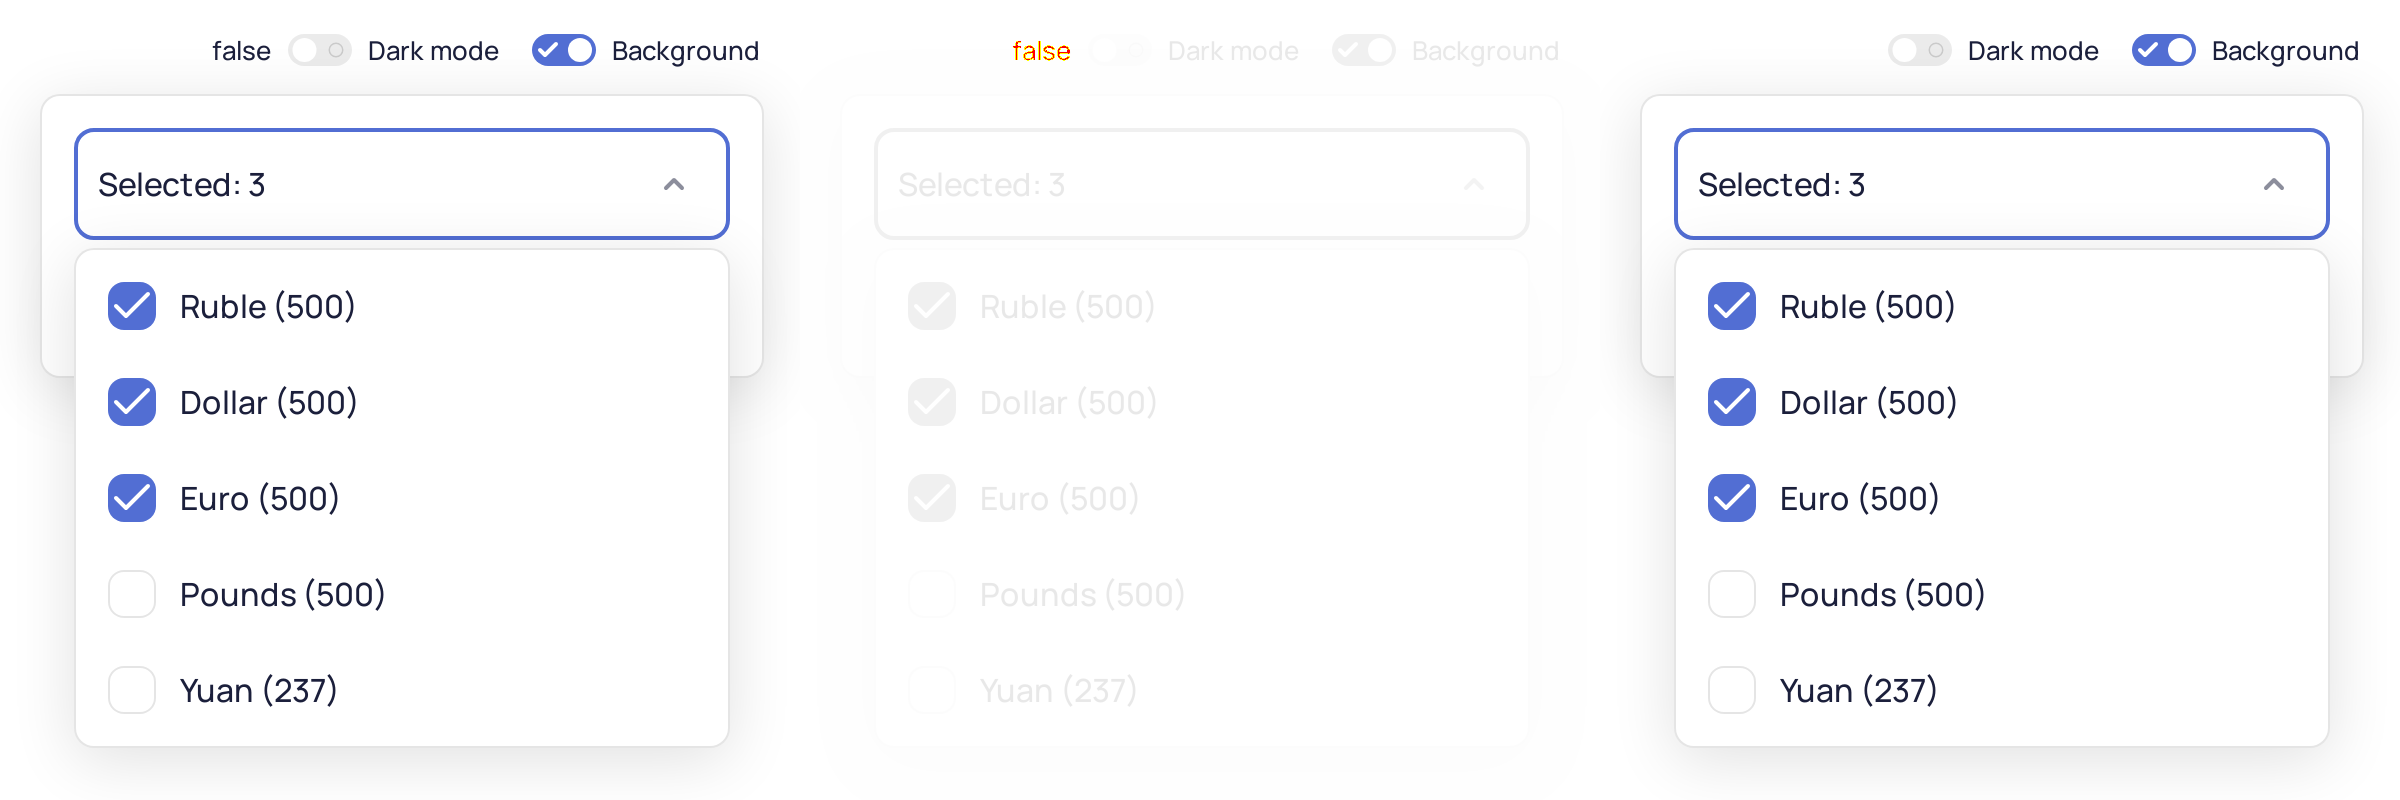 false Dark mode Background
Selected: 3
Ruble (500)
Dollar (500)
Euro (500)
Pounds (500)
Yuan (237)
false Dark mode Background
Selected: 3
Ruble (500)
Dollar (500)
Euro (500)
Pounds (500)
Yuan (237)
Dark mode Background
Selected: 3
Ruble (500)
Dollar (500)
Euro (500)
Pounds (500)
Yuan (237)